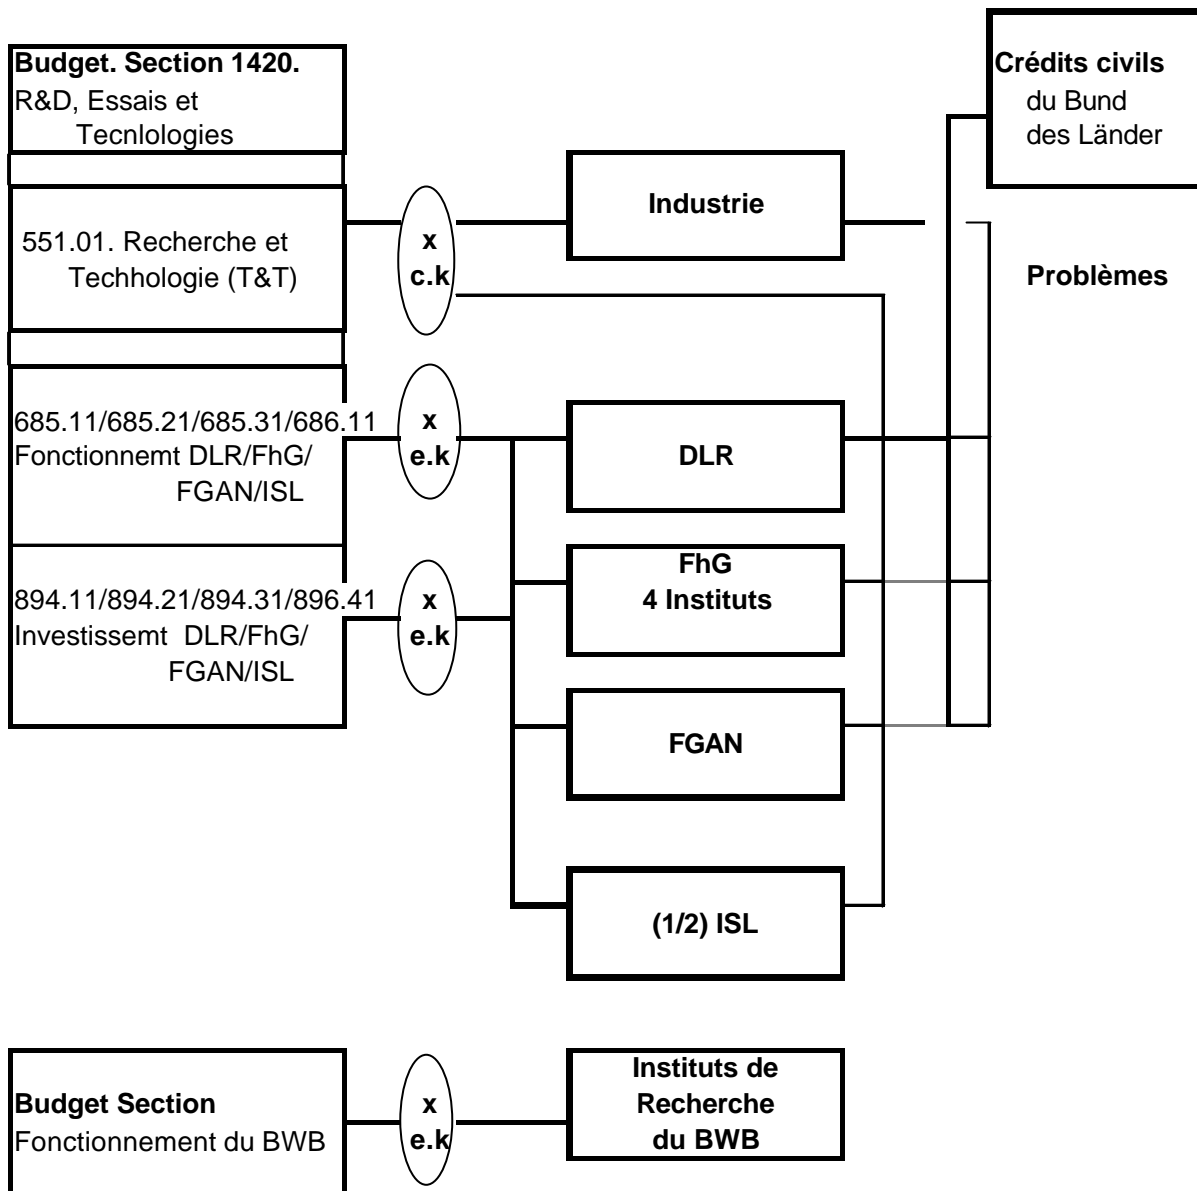 Budget. Section 1420.
R&D, Essais et
Tecnlologies
551.01. Recherche et
Techhologie (T&T)
685.11/685.21/685.31/686.11
Fonctionnemt DLR/FhG/
FGAN/ISL
894.11/894.21/894.31/896.41
Investissemt DLR/FhG/
FGAN/ISL
x
c.k
x
e.k
x
e.k
Industrie
DLR
FhG
4 Instituts
FGAN
(1/2) ISL
Crédits civils
du Bund
des Länder
Problèmes
Budget Section
Fonctionnement du BWB
x
e.k
Instituts de
Recherche
du BWB